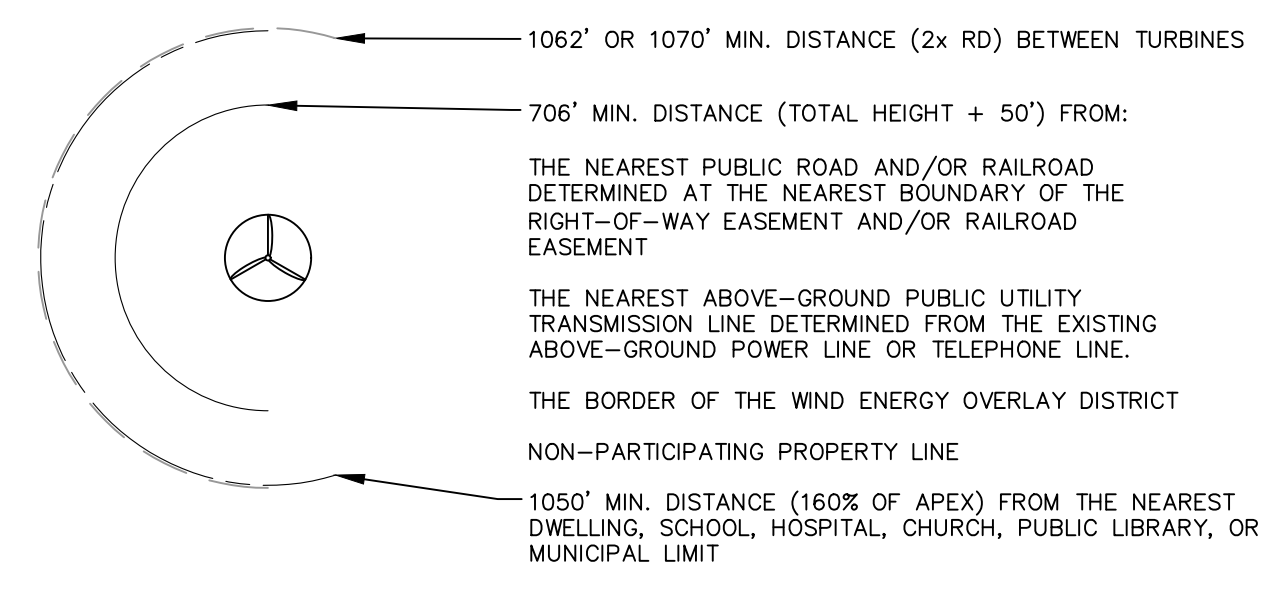 1062' OR 1070' MIN. DISTANCE (2x RD) BETWEEN TURBINES
706' MIN. DISTANCE (TOTAL HEIGHT + 50') FROM:
THE NEAREST PUBLIC ROAD AND/OR RAILROAD
DETERMINED AT THE NEAREST BOUNDARY OF THE
RIGHT-OF-WAY EASEMENT AND/OR RAILROAD
EASEMENT
THE NEAREST ABOVE-GROUND PUBLIC UTILITY
TRANSMISSION LINE DETERMINED FROM THE EXISTING
ABOVE-GROUND POWER LINE OR TELEPHONE LINE.
THE BORDER OF THE WIND ENERGY OVERLAY DISTRICT
NON-PARTICIPATING PROPERTY LINE
1050' MIN. DISTANCE (160% OF APEX) FROM THE NEAREST
DWELLING, SCHOOL, HOSPITAL, CHURCH, PUBLIC LIBRARY, OR
MUNICIPAL LIMIT